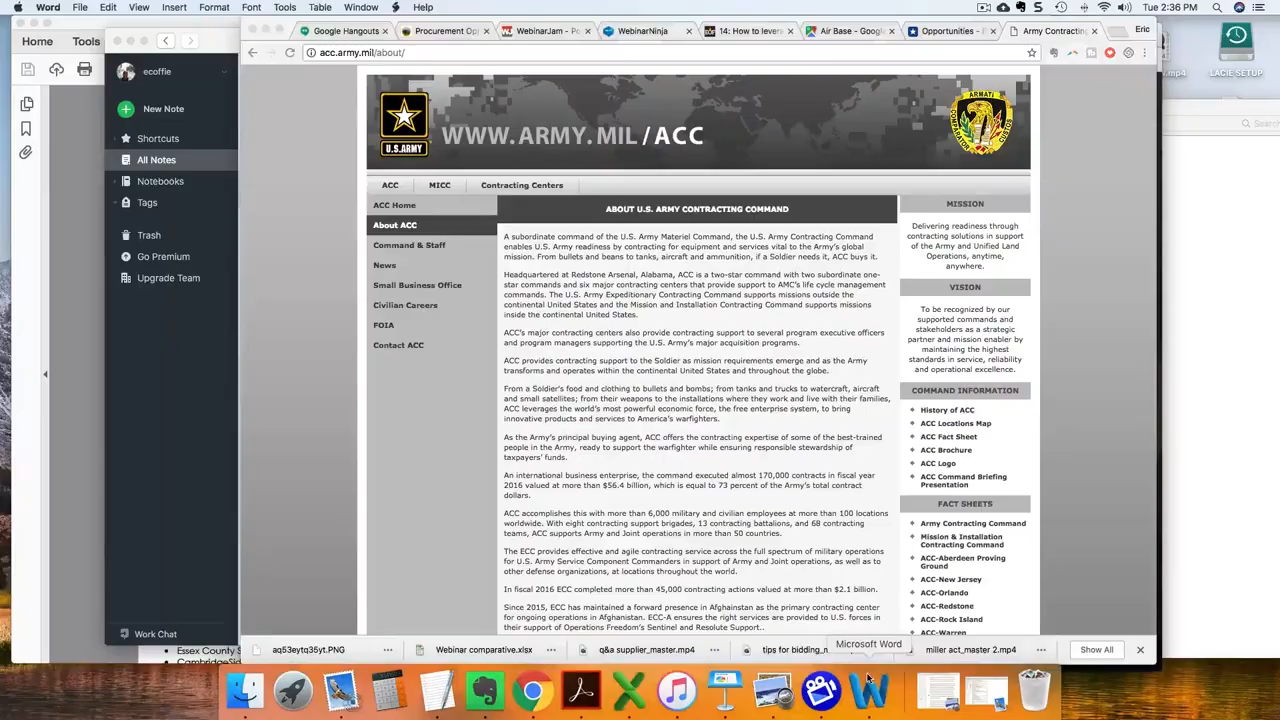 Word File Edit View Insert Format Font Tools Table Window Help Tue 2:36 PM
Home Tools
Google Hangouts Procurement Op WebinarJam - Po WebinarNinja 14: How to levera Air Base - Google Opportunities - F Army Contracting Eric
acc.army.mil/about/
ecoffie
New Note
Shortcuts
All Notes
Notebooks
Tags
Trash
Go Premium
Upgrade Team
Work Chat
Essex County S
CambridgeSid
.mp4
LACIE SETUP
Search
U.S.ARMY
WWW.ARMY.MIL/ACC
ARMATI
ACC MICC Contracting Centers
ACC Home
About ACC
Command & Staff
News
Small Business Office
Civilian Careers
FOIA
Contact ACC
ABOUT U.S. ARMY CONTRACTING COMMAND
A subordinate command of the U.S. Army Materiel Command, the U.S. Army Contracting Command
enables U.S. Army readiness by contracting for equipment and services vital to the Army's global
mission. From bullets and beans to tanks, aircraft and ammunition, if a Soldier needs it, ACC buys it.
Headquartered at Redstone Arsenal, Alabama, ACC is a two-star command with two subordinate one-
star commands and six major contracting centers that provide support to AMC's life cycle management
commands. The U.S. Army Expeditionary Contracting Command supports missions outside the
continental United States and the Mission and Installation Contracting Command supports missions
inside the continental United States.
ACC's major contracting centers also provide contracting support to several program executive officers
and program managers supporting the U.S. Army's major acquisition programs.
ACC provides contracting support to the Soldier as mission requirements emerge and as the Army
transforms and operates within the continental United States and throughout the globe.
From a Soldier's food and clothing to bullets and bombs; from tanks and trucks to watercraft, aircraft
and small satellites; from their weapons to the installations where they work and live with their families,
ACC leverages the world's most powerful economic force, the free enterprise system, to bring
innovative products and services to America's warfighters.
As the Army's principal buying agent, ACC offers the contracting expertise of some of the best-trained
people in the Army, ready to support the warfighter while ensuring responsible stewardship of
taxpayers' funds.
An international business enterprise, the command executed almost 170,000 contracts in fiscal year
2016 valued at more than $56.4 billion, which is equal to 73 percent of the Army's total contract
dollars.
ACC accomplishes this with more than 6,000 military and civilian employees at more than 100 locations
worldwide. With eight contracting support brigades, 13 contracting battalions, and 68 contracting
teams, ACC supports Army and Joint operations in more than 50 countries.
The ECC provides effective and agile contracting service across the full spectrum of military operations
for U.S. Army Service Component Commanders in support of Army and Joint operations, as well as to
other defense organizations, at locations throughout the world.
In fiscal 2016 ECC completed more than 45,000 contracting actions valued at more than $2.1 billion.
Since 2015, ECC has maintained a forward presence in Afghainstan as the primary contracting center
for ongoing operations in Afghanistan. ECC-A ensures the right services are provided to U.S. forces in
their support of Operations Freedom's Sentinel and Resolute Support..
MISSION
Delivering readiness through
contracting solutions in support
of the Army and Unified Land
Operations, anytime,
anywhere.
VISION
To be recognized by our
supported commands and
stakeholders as a strategic
partner and mission enabler by
maintaining the highest
standards in service, reliability
and operational excellence.
COMMAND INFORMATION
History of ACC
ACC Locations Map
ACC Fact Sheet
ACC Brochure
ACC Logo
ACC Command Briefing
Presentation
FACT SHEETS
Army Contracting Command
Mission & Installation
Contracting Command
ACC-Aberdeen Proving
Ground
ACC-New Jersey
ACC-Orlando
ACC-Redstone
ACC-Rock Island
ACC-Warren
Microsoft Word
aq53eytq35yt.PNG Webinar comparative.xlsx q&a supplier_master.mp4 tips for bidding_n miller act_master 2.mp4 Show All